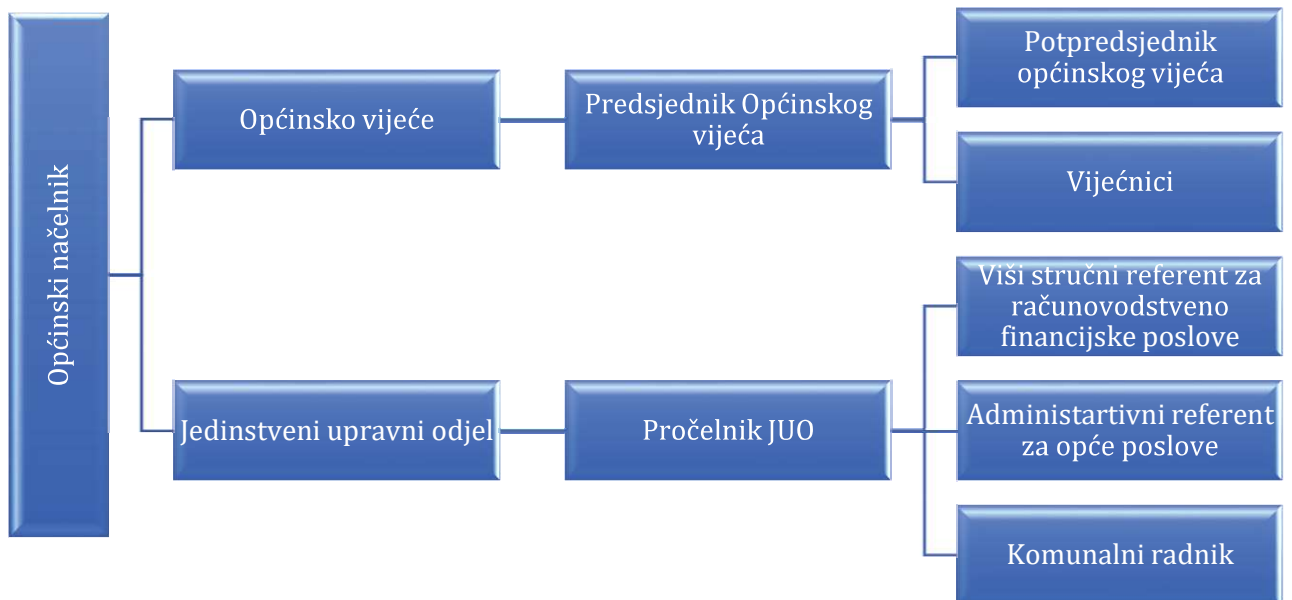 Općinski načelnik
Općinsko vijeće
Predsjednik Općinskog
vijeća
Potpredsjednik
općinskog vijeća
Vijećnici
Jedinstveni upravni odjel
Pročelnik JUO
Viši stručni referent za
računovodstveno
financijske poslove
Administartivni referent
za opće poslove
Komunalni radnik